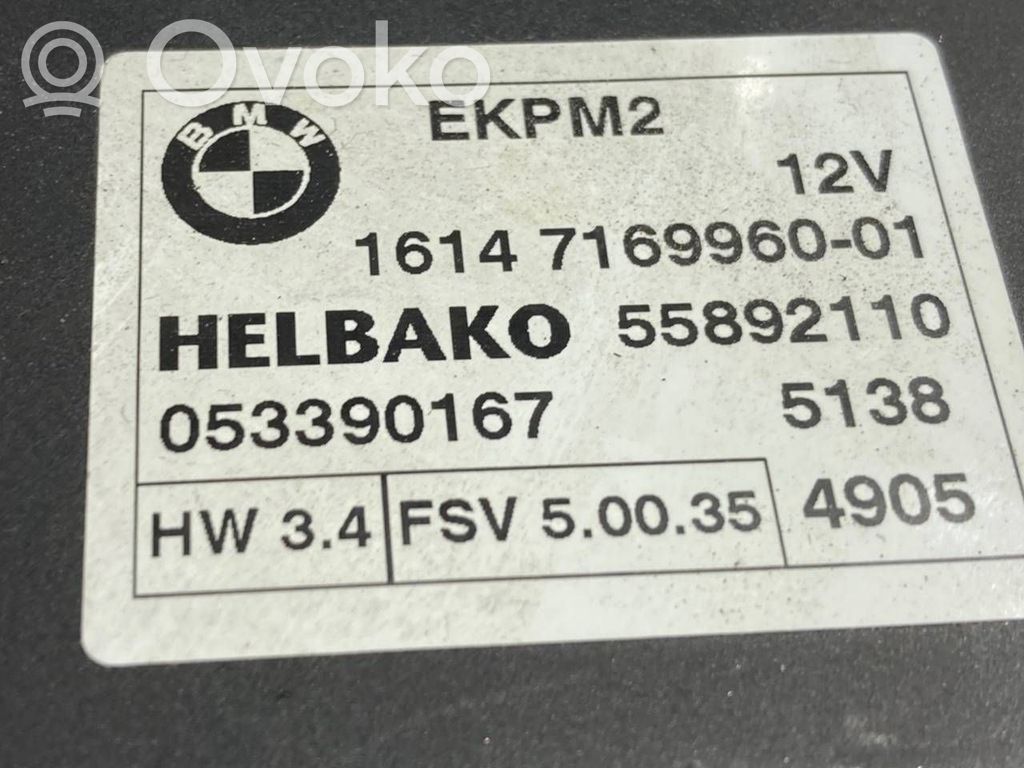 Ovoko
BMW
EKPM2
12V
1614 7169960-01
HELBAKO 55892110
053390167 5138
HW 3.4 FSV 5.00.35 4905